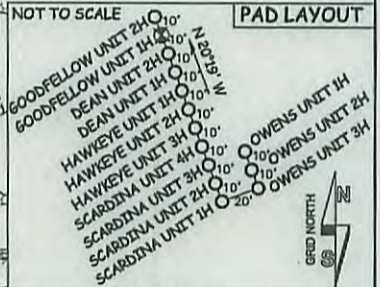 NOT TO SCALE
PAD LAYOUT
GOODFELLOW UNIT 2H 10'
GOODFELLOW UNIT 1H 10'
DEAN UNIT 2H 10'
DEAN UNIT 1H 10'
HAWKEYE UNIT 1H 10'
HAWKEYE UNIT 2H 10'
HAWKEYE UNIT 3H 10'
SCARDINA UNIT 4H 10'
SCARDINA UNIT 3H 10'
SCARDINA UNIT 2H 10'
SCARDINA UNIT 1H
N 20°19" W
OWENS UNIT 1H
10' OWENS UNIT 2H
10' OWENS UNIT 3H
20'
GRID NORTH
N
S